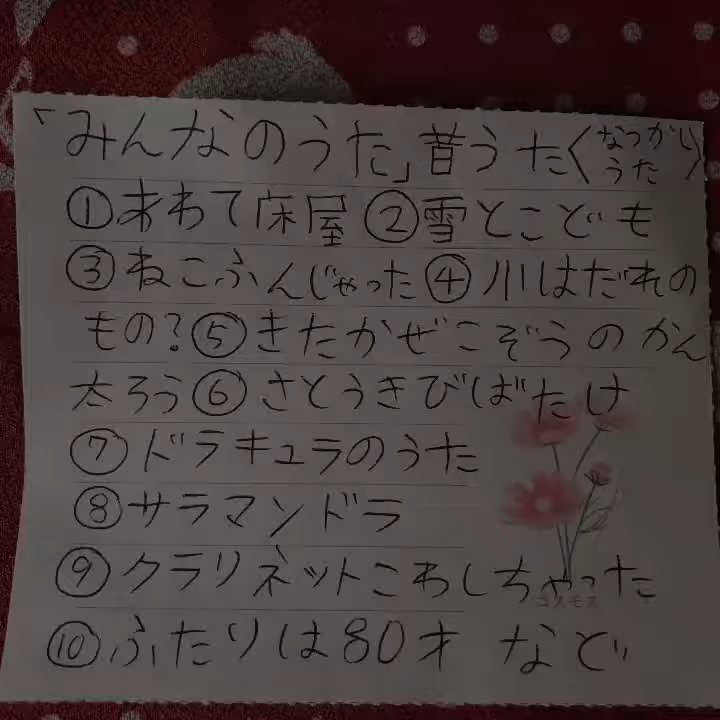 「みんなのうた」昔うた〈なつかしうた〉
①あわて床屋②雪とこども
③ねこふんじゃった④川はだれの
もの?⑤きたかぜこぞうのかん
太ろう⑥さとうきびばたけ
⑦ドラキュラのうた
⑧サラマンドラ
⑨クラリネットこわしちゃった
コスモス
⑩ふたりは80才 など